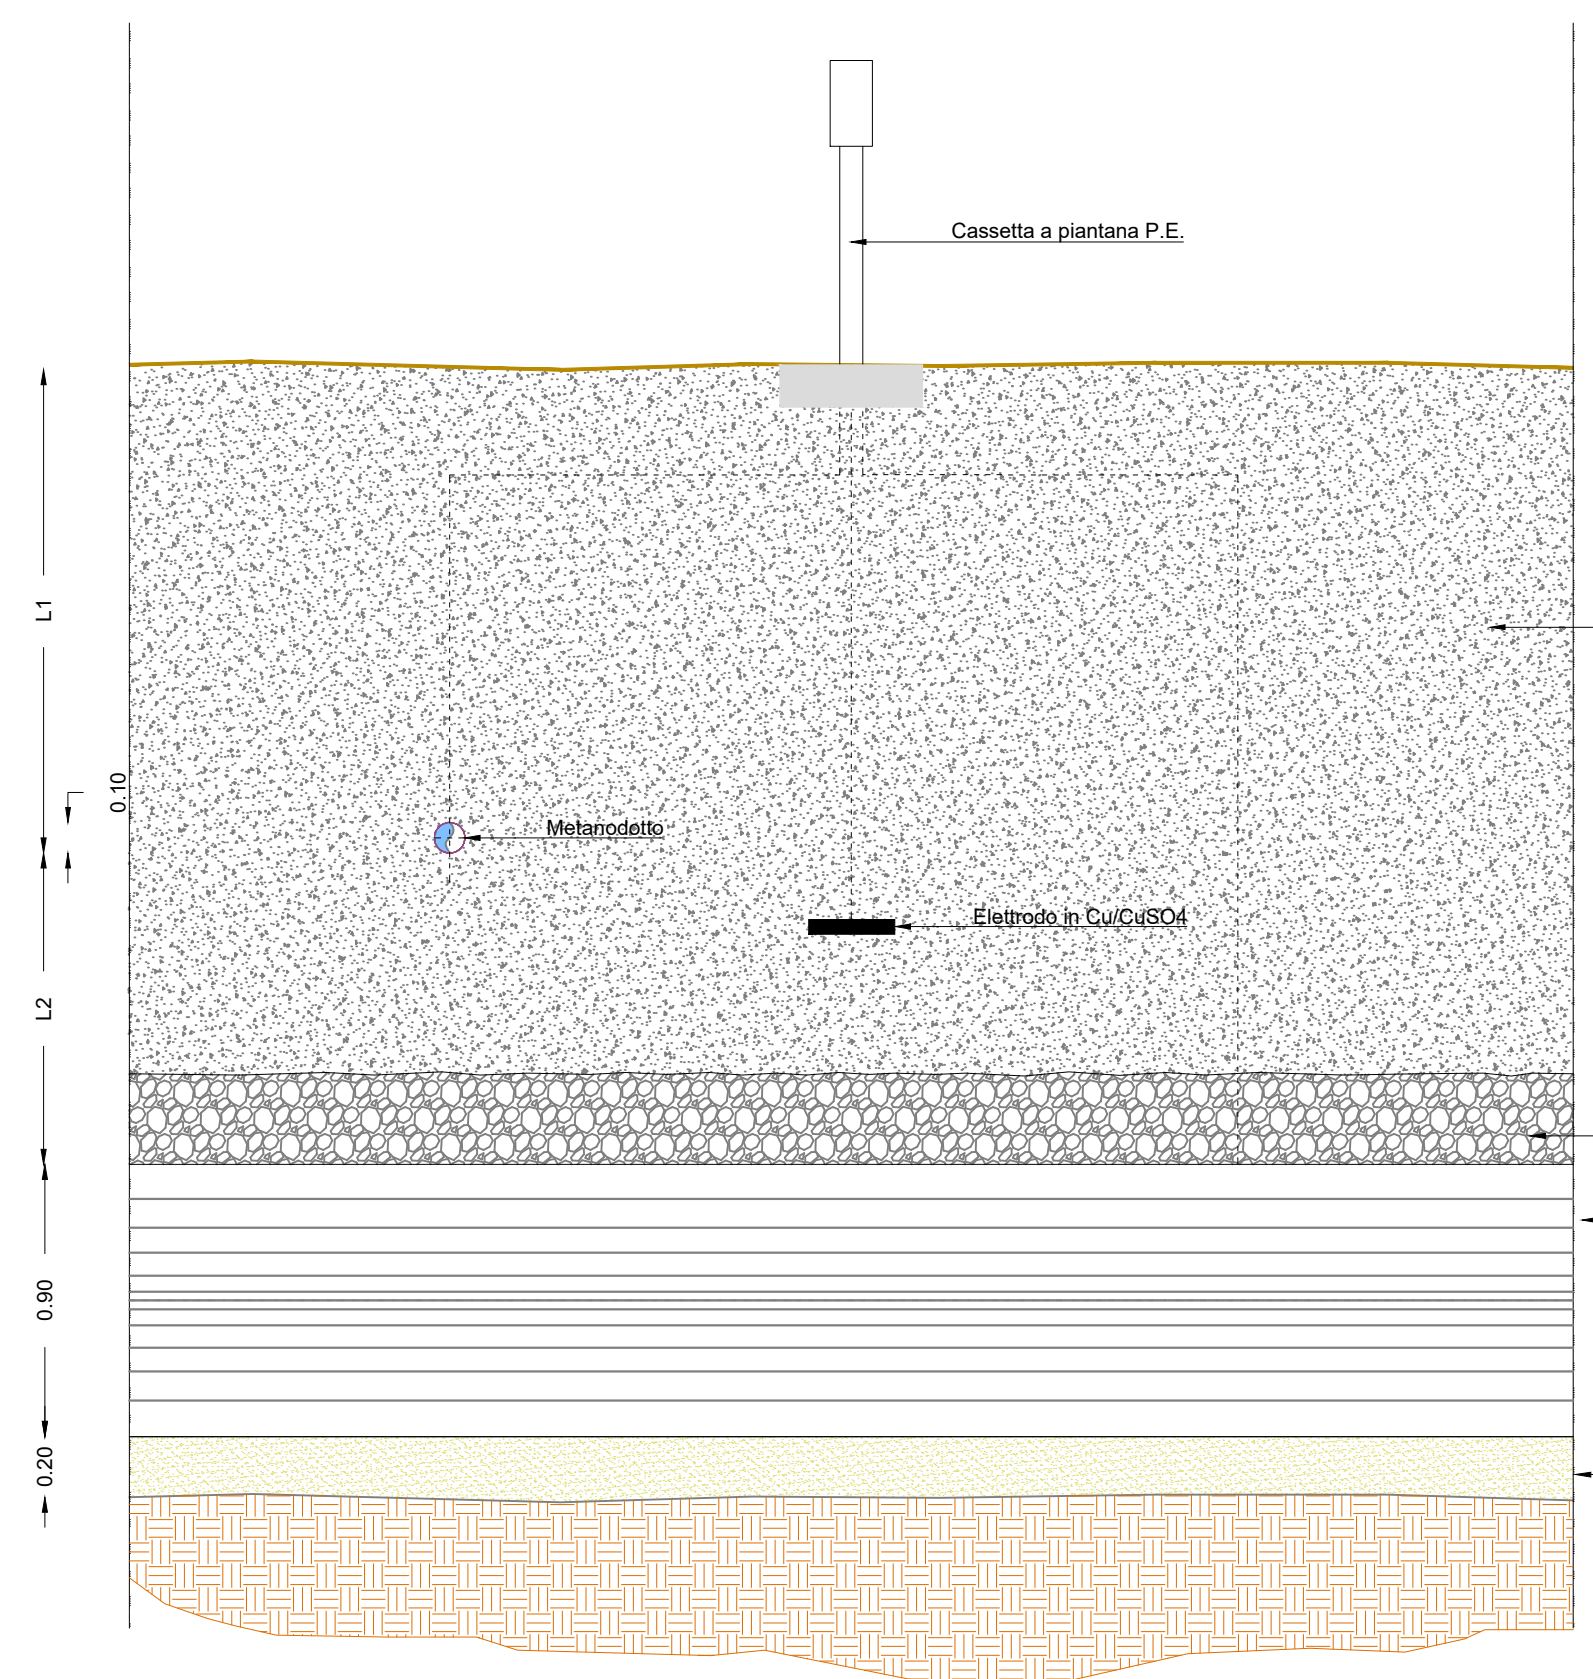 Cassetta a piantana P.E.
L1
0.10
Metanodotto
Elettrodo in Cu/CuSO4
L2
0.90
0.20